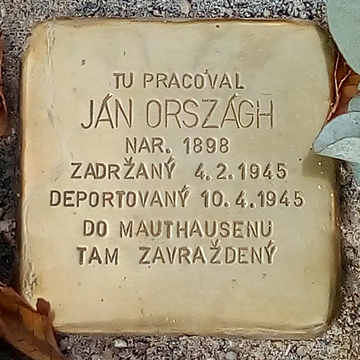 TU PRACOVAL
JÁN ORSZÁGH
NAR. 1898
ZADRŽANÝ 4.2.1945
DEPORTOVANÝ 10.4.1945
DO MAUTHAUSENU
TAM ZAVRAŽDENÝ